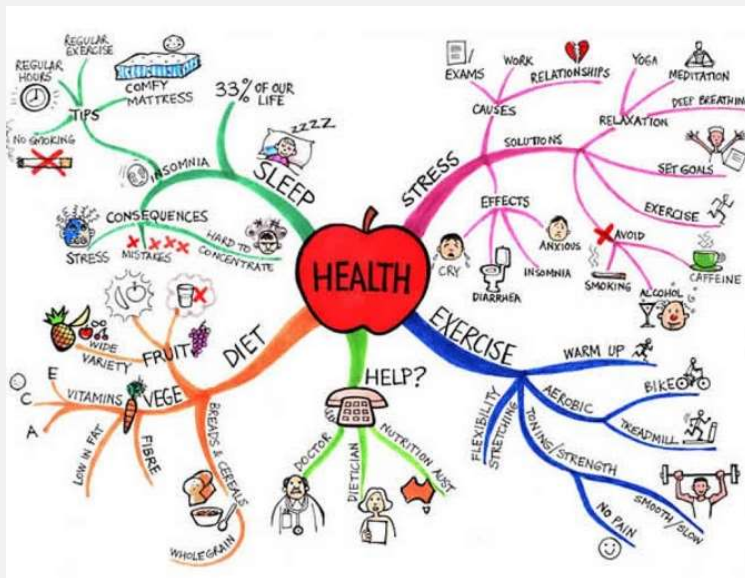 HEALTH
SLEEP
33% OF OUR
LIFE
ZZZZ
INSOMNIA
TIPS
REGULAR
EXERCISE
REGULAR
HOURS
COMFY
MATTRESS
NO SMOKING
CONSEQUENCES
STRESS
MISTAKES
HARD TO
CONCENTRATE
STRESS
CAUSES
EXAMS
WORK
RELATIONSHIPS
SOLUTIONS
RELAXATION
YOGA
MEDITATION
DEEP BREATHIN
SET GOALS
EXERCISE
AVOID
SMOKING
ALCOHOL
CAFFEINE
EFFECTS
CRY
DIARRHEA
INSOMNIA
ANXIOUS
DIET
FRUIT
WIDE
VARIETY
VEGE
VITAMINS
E
C
A
LOW IN FAT
FIBRE
BREADS & CEREALS
WHOLEGRAIN
HELP?
DOCTOR
DIETICIAN
NUTRITION AUST
EXERCISE
WARM UP
AEROBIC
BIKE
TREADMILL
TONING/STRENGTH
SMOOTH/SLOW
NO PAIN
FLEXIBILITY
STRETCHING